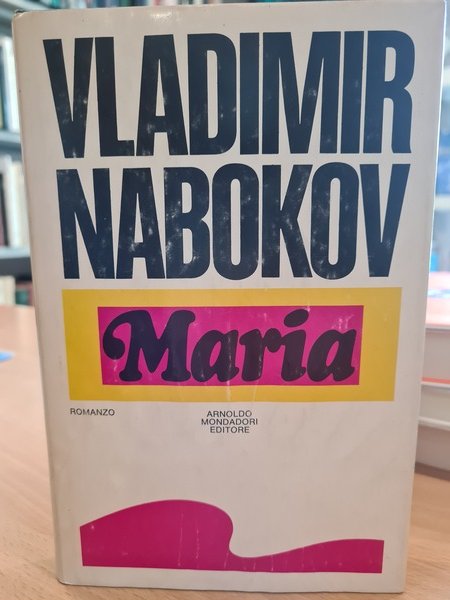 VLADIMIR
NABOKOV
Maria
ROMANZO
ARNOLDO
MONDADORI
EDITORE